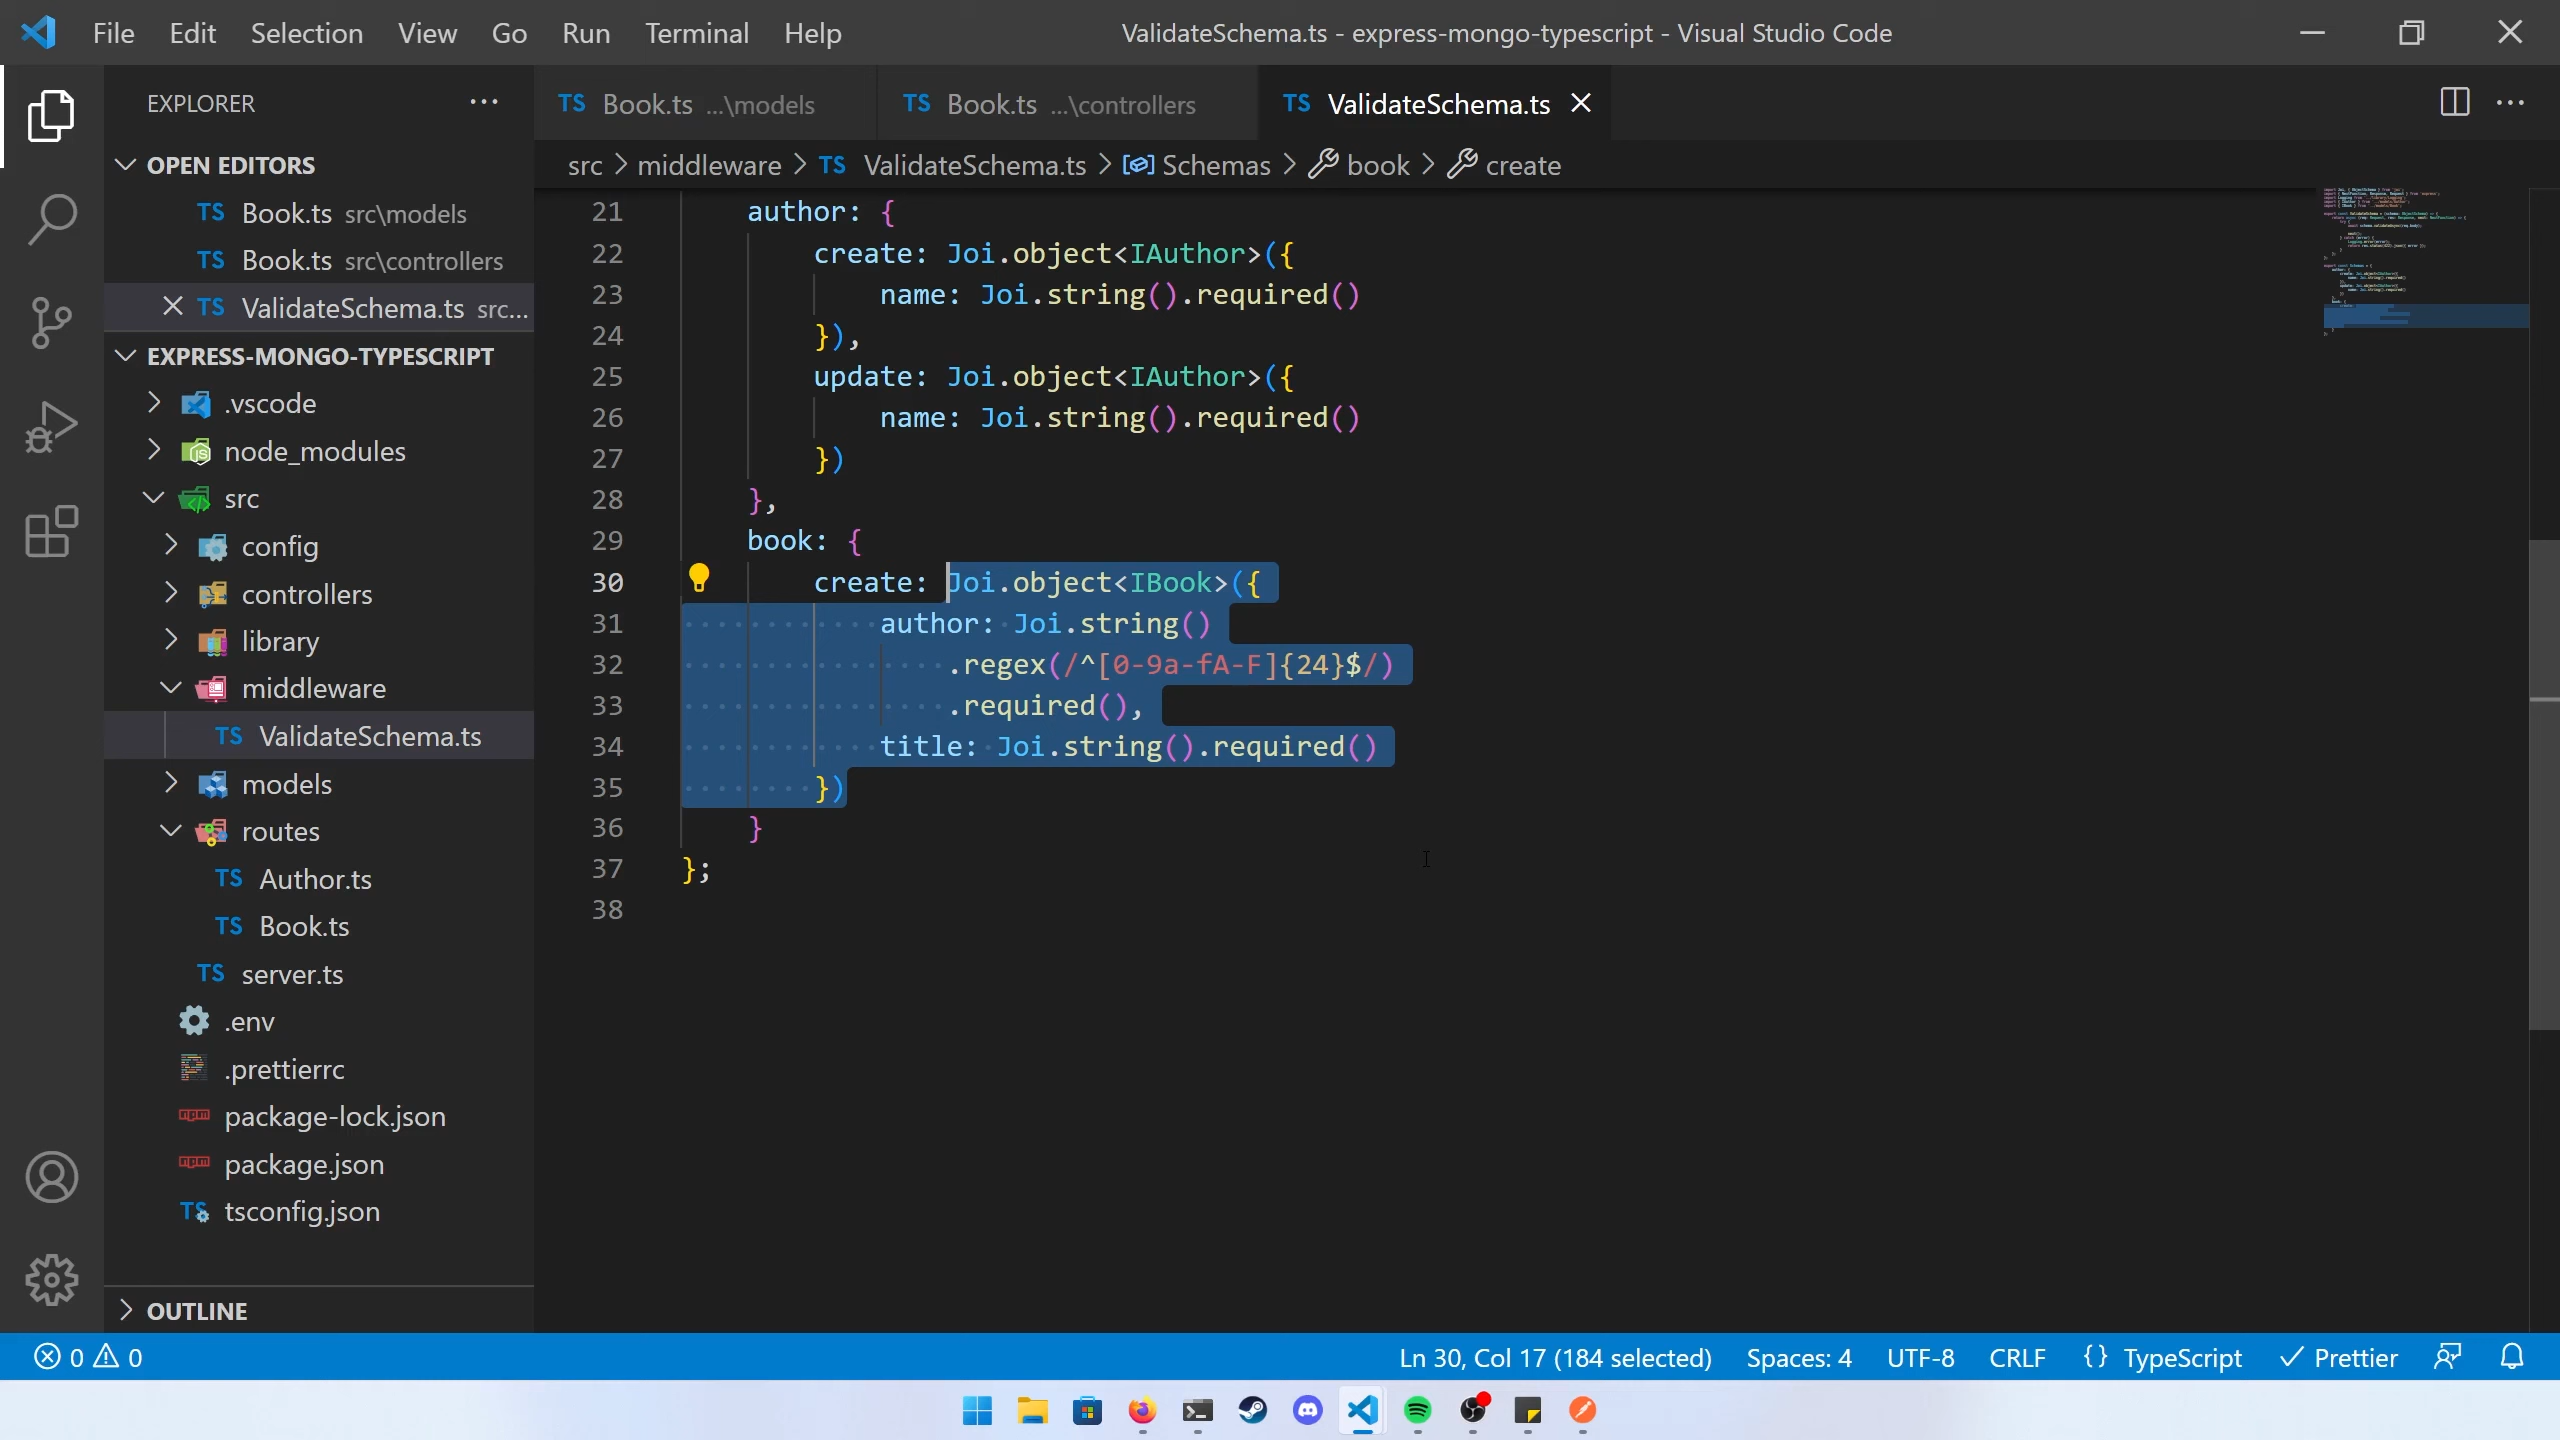 File Edit Selection View Go Run Terminal Help
ValidateSchema.ts - express-mongo-typescript - Visual Studio Code
EXPLORER
OPEN EDITORS
TS Book.ts src\models
TS Book.ts src\controllers
TS ValidateSchema.ts src...
EXPRESS-MONGO-TYPESCRIPT
.vscode
node_modules
src
config
controllers
library
middleware
TS ValidateSchema.ts
models
routes
TS Author.ts
TS Book.ts
TS server.ts
.env
.prettierrc
package-lock.json
package.json
TS tsconfig.json
OUTLINE
TS Book.ts ...\models
TS Book.ts ...\controllers
TS ValidateSchema.ts
src > middleware > TS ValidateSchema.ts > Schemas > book > create
21 author: {
22 create: Joi.object<IAuthor>({
23 name: Joi.string().required()
24 }),
25 update: Joi.object<IAuthor>({
26 name: Joi.string().required()
27 })
28 },
29 book: {
30 create: Joi.object<IBook>({
31 author: Joi.string()
32 .regex(/^[0-9a-fA-F]{24}$/)
33 .required(),
34 title: Joi.string().required()
35 })
36 }
37 };
38
0 0
Ln 30, Col 17 (184 selected) Spaces: 4 UTF-8 CRLF {} TypeScript Prettier